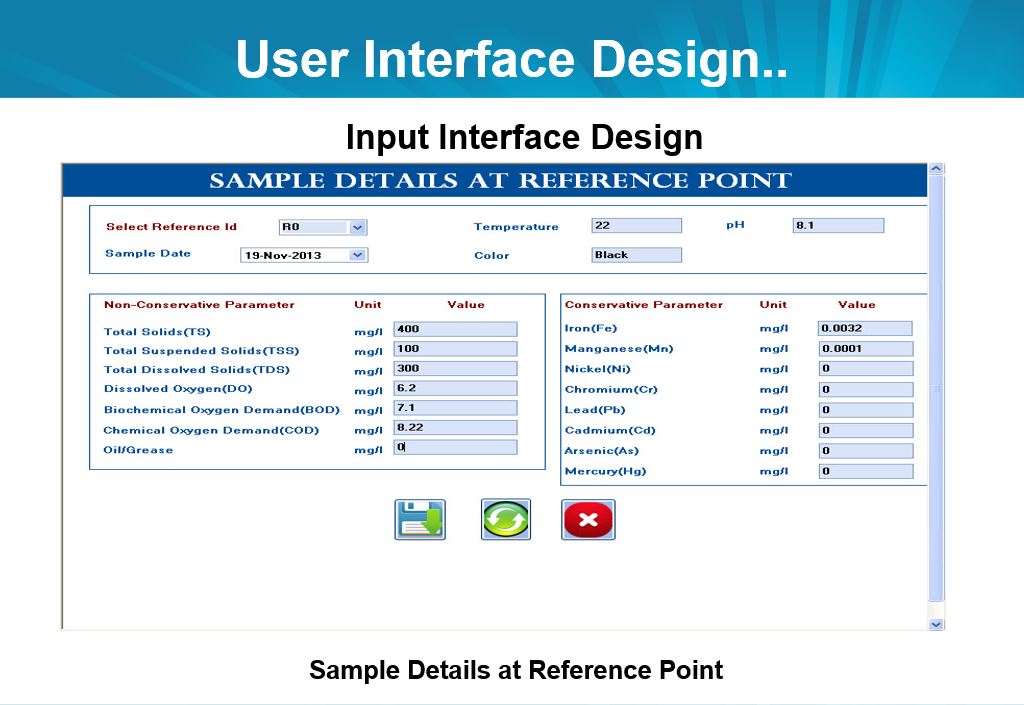 User Interface Design..
Input Interface Design
SAMPLE DETAILS AT REFERENCE POINT
Select Reference Id R0 Temperature 22 pH 8.1
Sample Date 19-Nov-2013 Color Black
Non-Conservative Parameter Unit Value
Total Solids(TS) mg/l 400
Total Suspended Solids(TSS) mg/l 100
Total Dissolved Solids(TDS) mg/l 300
Dissolved Oxygen(DO) mg/l 6.2
Biochemical Oxygen Demand(BOD) mg/l 7.1
Chemical Oxygen Demand(COD) mg/l 8.22
Oil/Grease mg/l 0
Conservative Parameter Unit Value
Iron(Fe) mg/l 0.0032
Manganese(Mn) mg/l 0.0001
Nickel(Ni) mg/l 0
Chromium(Cr) mg/l 0
Lead(Pb) mg/l 0
Cadmium(Cd) mg/l 0
Arsenic(As) mg/l 0
Mercury(Hg) mg/l 0
Sample Details at Reference Point